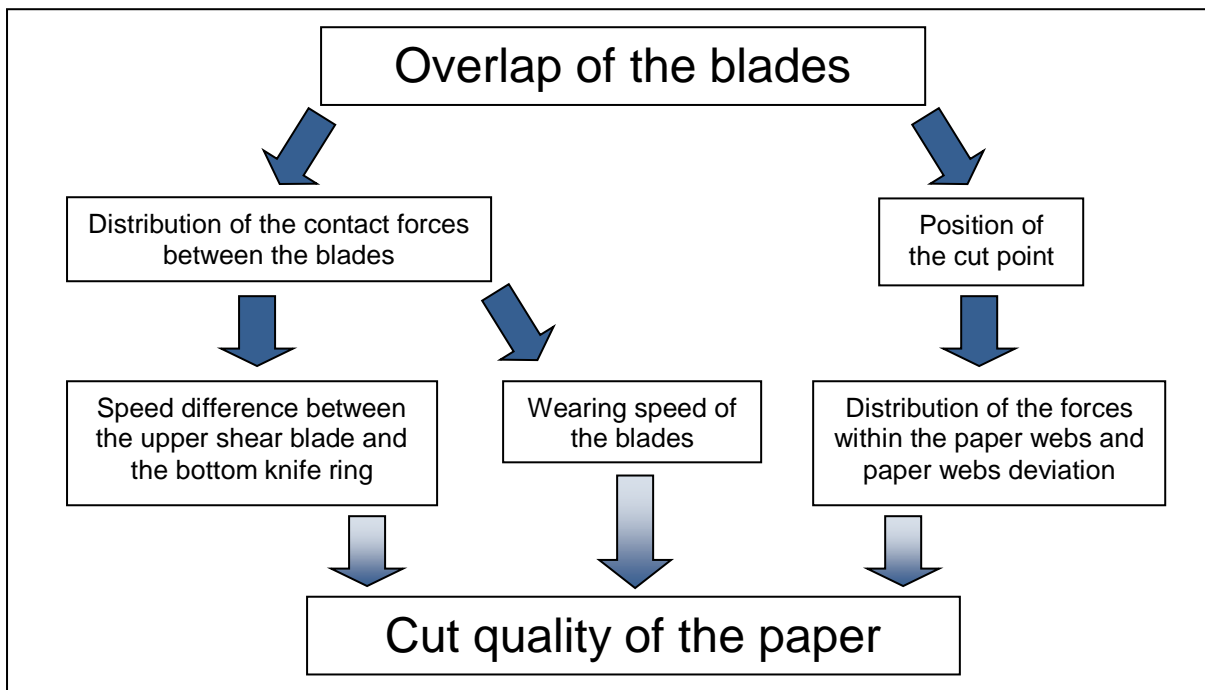 Overlap of the blades
Distribution of the contact forces
between the blades
Position of
the cut point
Speed difference between
the upper shear blade and
the bottom knife ring
Wearing speed of
the blades
Distribution of the forces
within the paper webs and
paper webs deviation
Cut quality of the paper